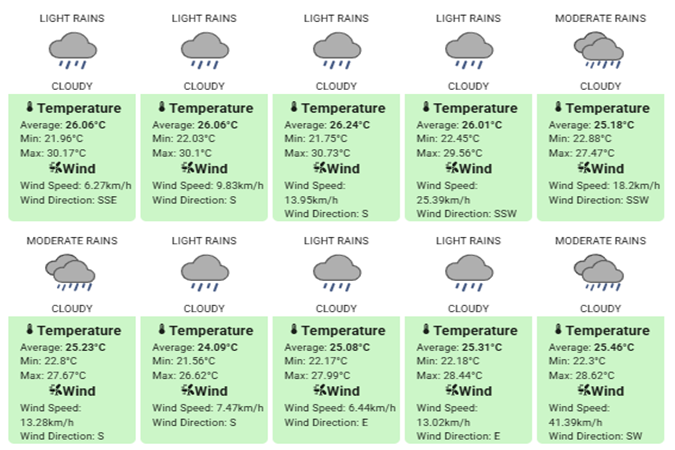 LIGHT RAINS
CLOUDY
Temperature
Average: 26.06°C
Min: 21.96°C
Max: 30.17°C
Wind
Wind Speed: 6.27km/h
Wind Direction: SSE
LIGHT RAINS
CLOUDY
Temperature
Average: 26.06°C
Min: 22.03°C
Max: 30.1°C
Wind
Wind Speed: 9.83km/h
Wind Direction: S
LIGHT RAINS
CLOUDY
Temperature
Average: 26.24°C
Min: 21.75°C
Max: 30.73°C
Wind
Wind Speed:
13.95km/h
Wind Direction: S
LIGHT RAINS
CLOUDY
Temperature
Average: 26.01°C
Min: 22.45°C
Max: 29.56°C
Wind
Wind Speed:
25.39km/h
Wind Direction: SSW
MODERATE RAINS
CLOUDY
Temperature
Average: 25.18°C
Min: 22.88°C
Max: 27.47°C
Wind
Wind Speed: 18.2km/h
Wind Direction: SSW
MODERATE RAINS
CLOUDY
Temperature
Average: 25.23°C
Min: 22.8°C
Max: 27.67°C
Wind
Wind Speed:
13.28km/h
Wind Direction: S
LIGHT RAINS
CLOUDY
Temperature
Average: 24.09°C
Min: 21.56°C
Max: 26.62°C
Wind
Wind Speed: 7.47km/h
Wind Direction: S
LIGHT RAINS
CLOUDY
Temperature
Average: 25.08°C
Min: 22.17°C
Max: 27.99°C
Wind
Wind Speed: 6.44km/h
Wind Direction: E
LIGHT RAINS
CLOUDY
Temperature
Average: 25.31°C
Min: 22.18°C
Max: 28.44°C
Wind
Wind Speed:
13.02km/h
Wind Direction: E
MODERATE RAINS
CLOUDY
Temperature
Average: 25.46°C
Min: 22.3°C
Max: 28.62°C
Wind
Wind Speed:
41.39km/h
Wind Direction: SW